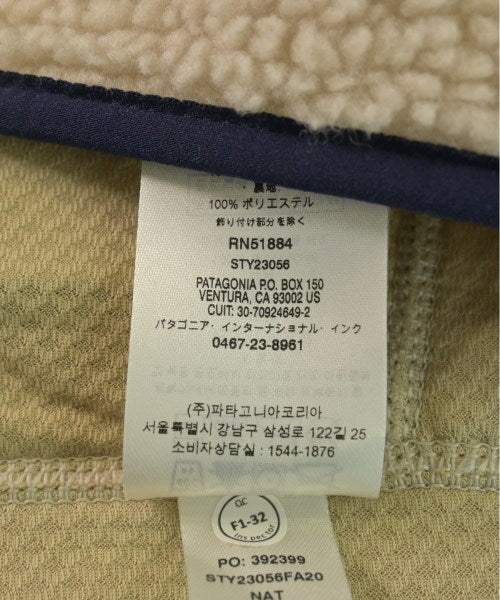 ・裏地:
100% ポリエステル
飾り付け部分を除く
RN51884
STY23056
PATAGONIA P.O. BOX 150
VENTURA, CA 93002 US
CUIT: 30-70924649-2
パタゴニア・インターナショナル・インク
0467-23-8961
(주)파타고니아코리아
서울특별시 강남구 삼성로 122길 25
소비자상담실 : 1544-1876
QC
F1-32
inspector
PO: 392399
STY23056FA20
NAT